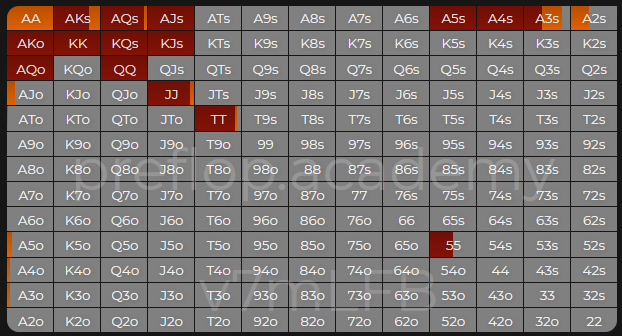 AA AKs AQs AJs ATs A9s A8s A7s A6s A5s A4s A3s A2s
AKo KK KQs KJs KTs K9s K8s K7s K6s K5s K4s K3s K2s
AQo KQo QQ QJs QTs Q9s Q8s Q7s Q6s Q5s Q4s Q3s Q2s
AJo KJo QJo JJ JTs J9s J8s J7s J6s J5s J4s J3s J2s
ATo KTo QTo JTo TT T9s T8s T7s T6s T5s T4s T3s T2s
A9o K9o Q9o J9o T9o 99 98s 97s 96s 95s 94s 93s 92s
A8o K8o Q8o J8o T8o 98o 88 87s 86s 85s 84s 83s 82s
preflop.academy
A7o K7o Q7o J7o T7o 97o 87o 77 76s 75s 74s 73s 72s
A6o K6o Q6o J6o T6o 96o 86o 76o 66 65s 64s 63s 62s
A5o K5o Q5o J5o T5o 95o 85o 75o 65o 55 54s 53s 52s
A4o K4o Q4o J4o T4o 94o 84o 74o 64o 54o 44 43s 42s
v7mLFB
A3o K3o Q3o J3o T3o 93o 83o 73o 63o 53o 43o 33 32s
A2o K2o Q2o J2o T2o 92o 82o 72o 62o 52o 42o 32o 22